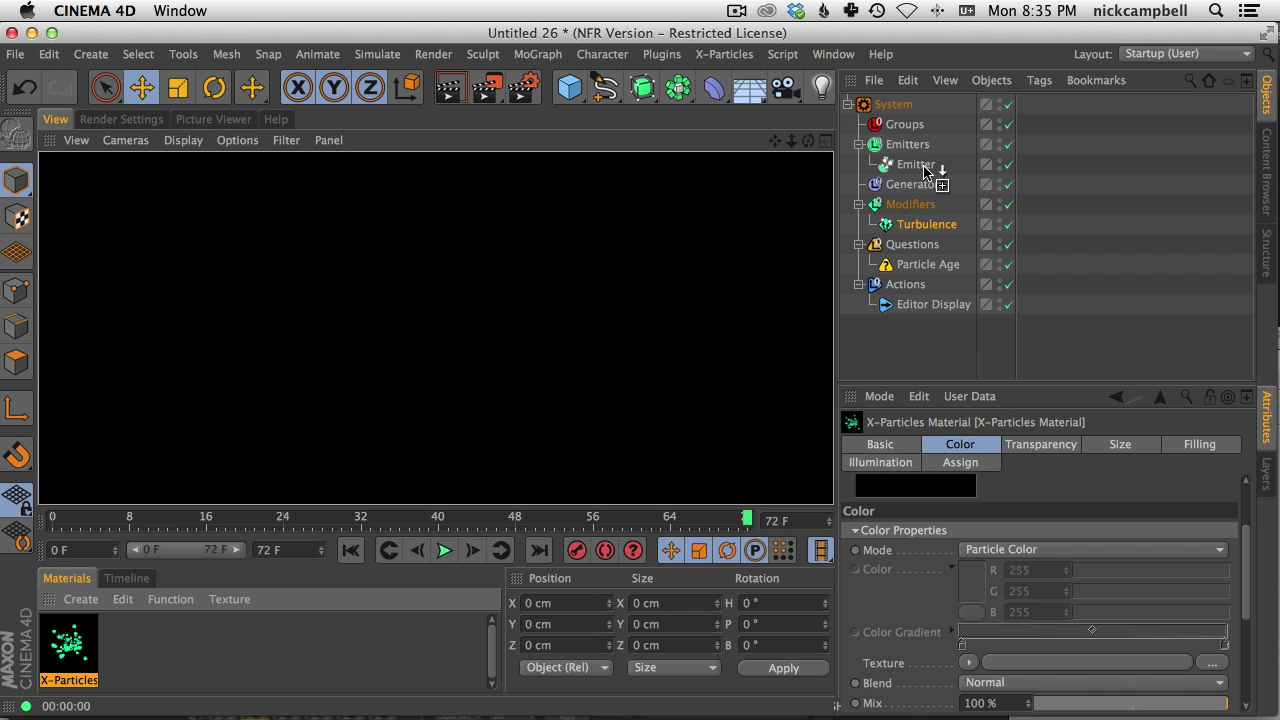 CINEMA 4D Window Mon 8:35 PM nickcampbell
Untitled 26 * (NFR Version - Restricted License)
File Edit Create Select Tools Mesh Snap Animate Simulate Render Sculpt MoGraph Character Plugins X-Particles Script Window Help Layout: Startup (User)
X Y Z File Edit View Objects Tags Bookmarks
View Render Settings Picture Viewer Help
View Cameras Display Options Filter Panel
System
Groups
Emitters
Emitter
Modifiers
Turbulence
Questions
Particle Age
Actions
Editor Display
Objects
Content Browser
Structure
Mode Edit User Data
X-Particles Material [X-Particles Material]
Basic Color Transparency Size Filling
Illumination Assign
Attributes
Layers
Color
Color Properties
Mode Particle Color
Color R 255
G 255
B 255
Color Gradient
Texture ...
Blend Normal
Mix 100 %
0 8 16 24 32 40 48 56 64 72 F
0 F 0 F 72 F 72 F
Materials Timeline
Create Edit Function Texture
X-Particles
Position Size Rotation
X 0 cm X 0 cm H 0 °
Y 0 cm Y 0 cm P 0 °
Z 0 cm Z 0 cm B 0 °
Object (Rel) Size Apply
MAXON
CINEMA 4D
00:00:00